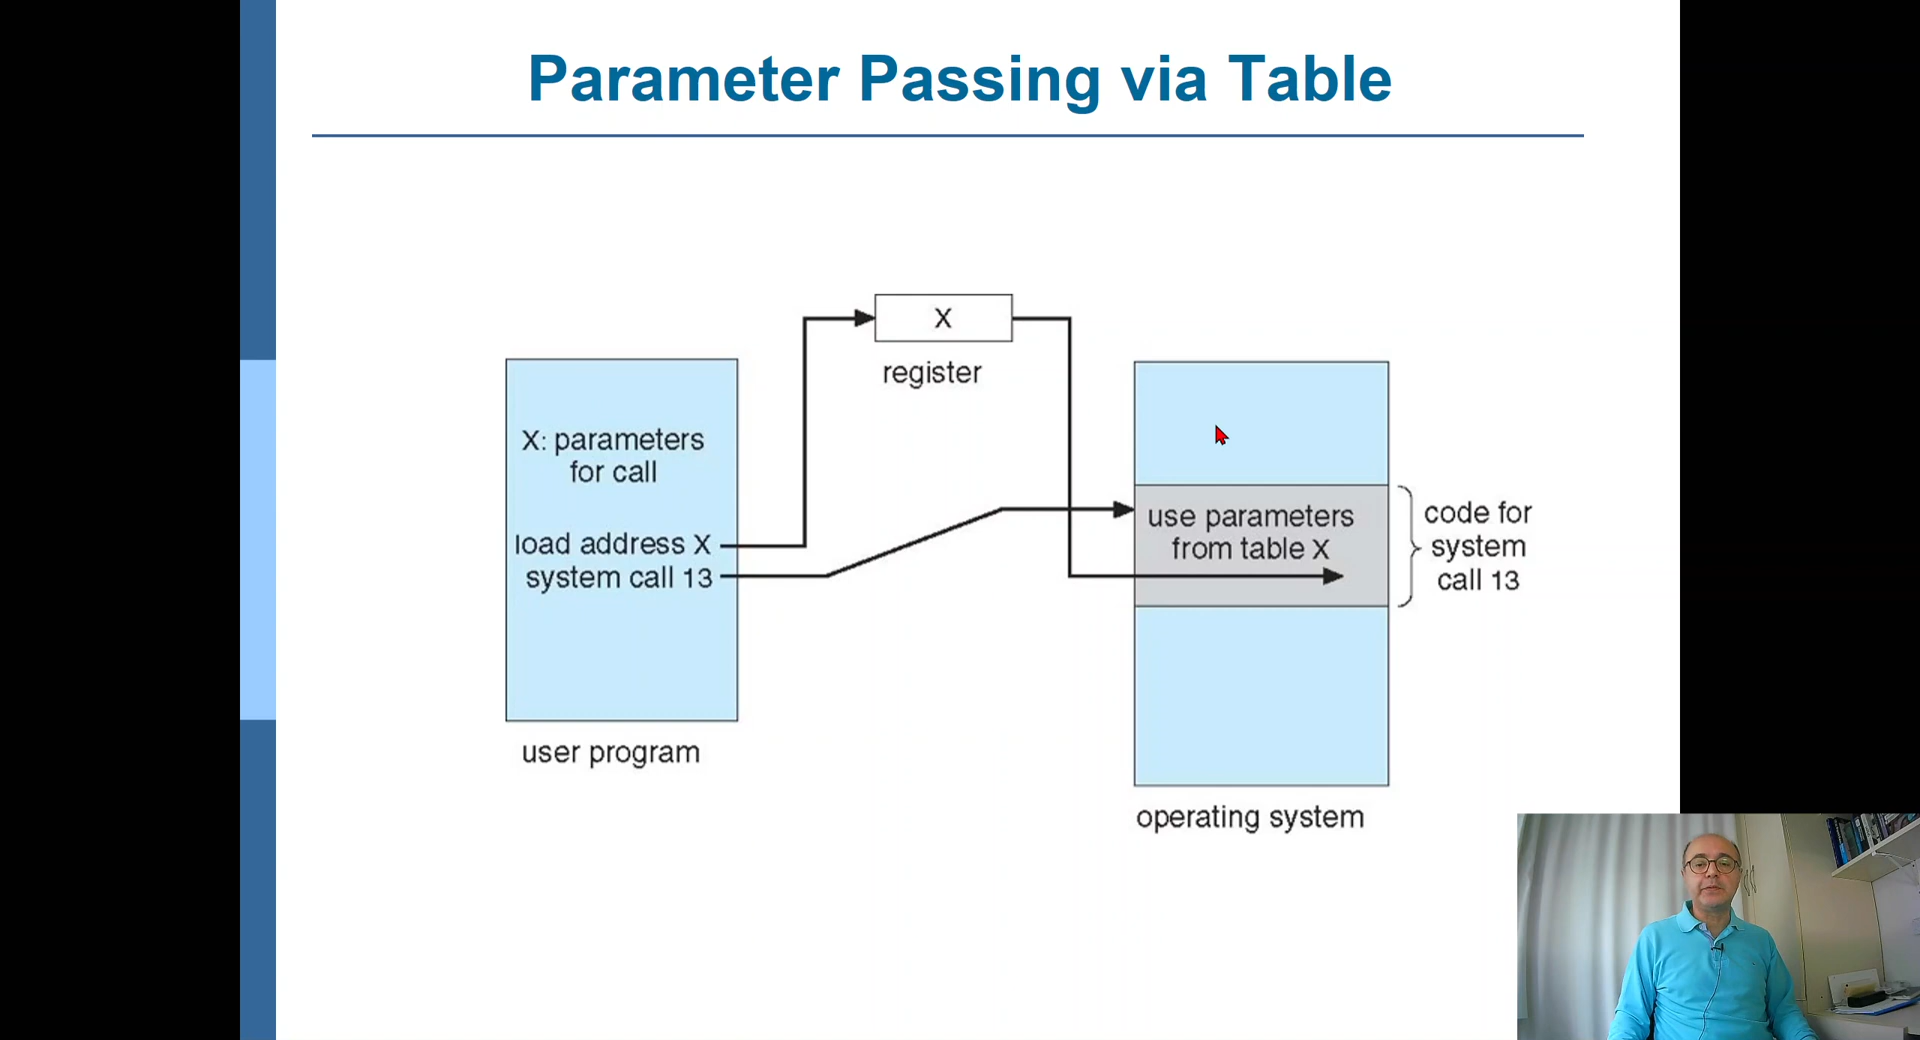 Parameter Passing via Table
X
register
X: parameters
for call
load address X
system call 13
user program
use parameters
from table X
code for
system
call 13
operating system